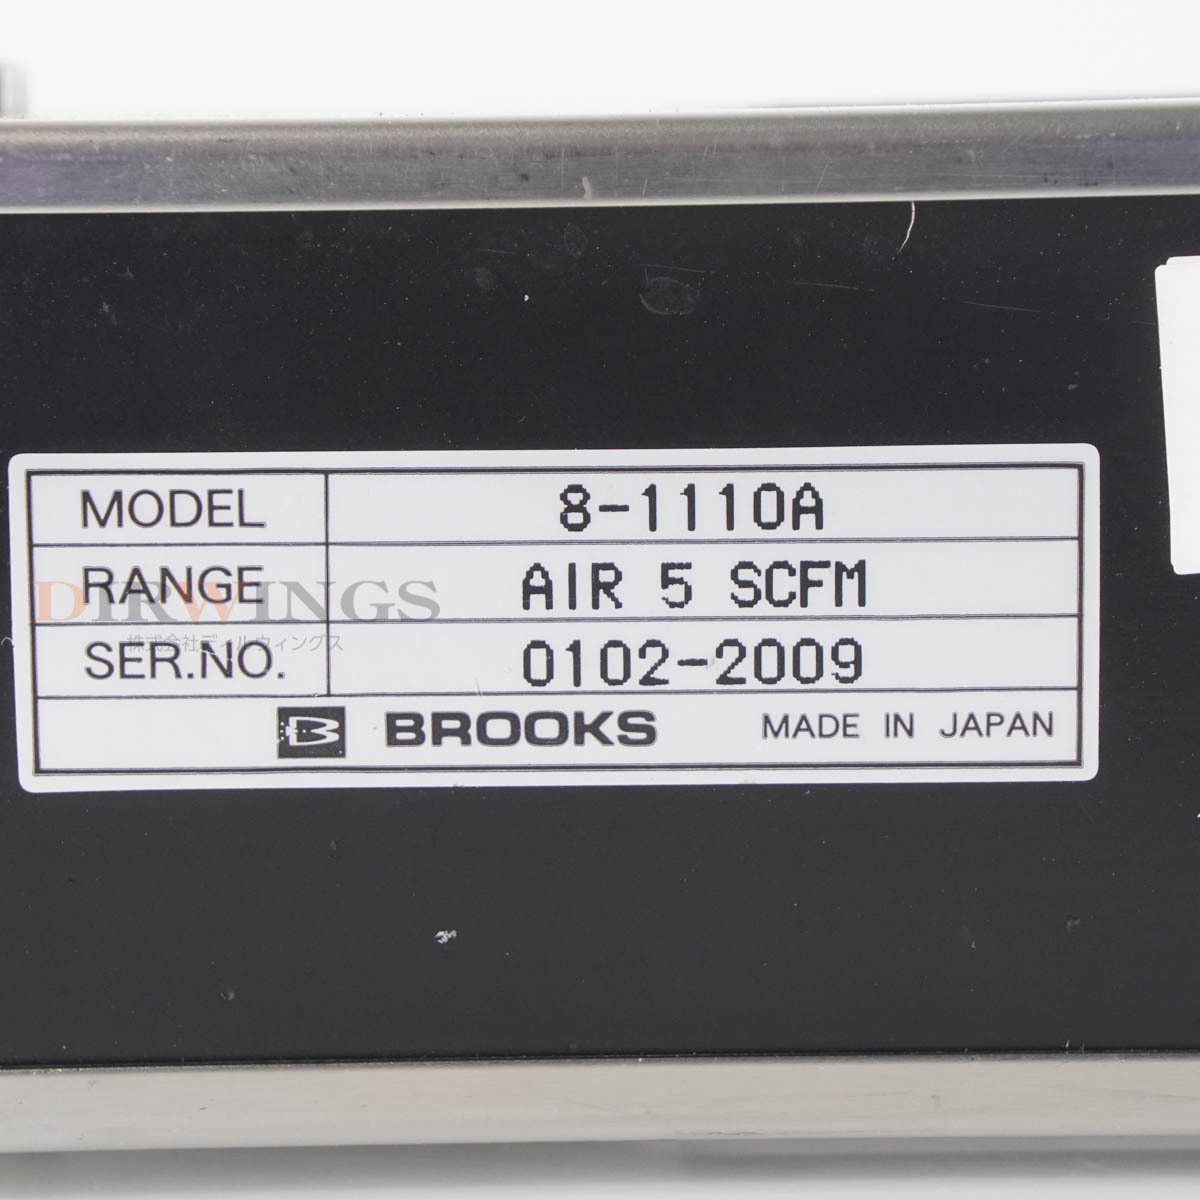 MODEL 8-1110A
RANGE AIR 5 SCFM
DIRWINGS
株式会社ディルウィングス
SER.NO. 0102-2009
B BROOKS MADE IN JAPAN